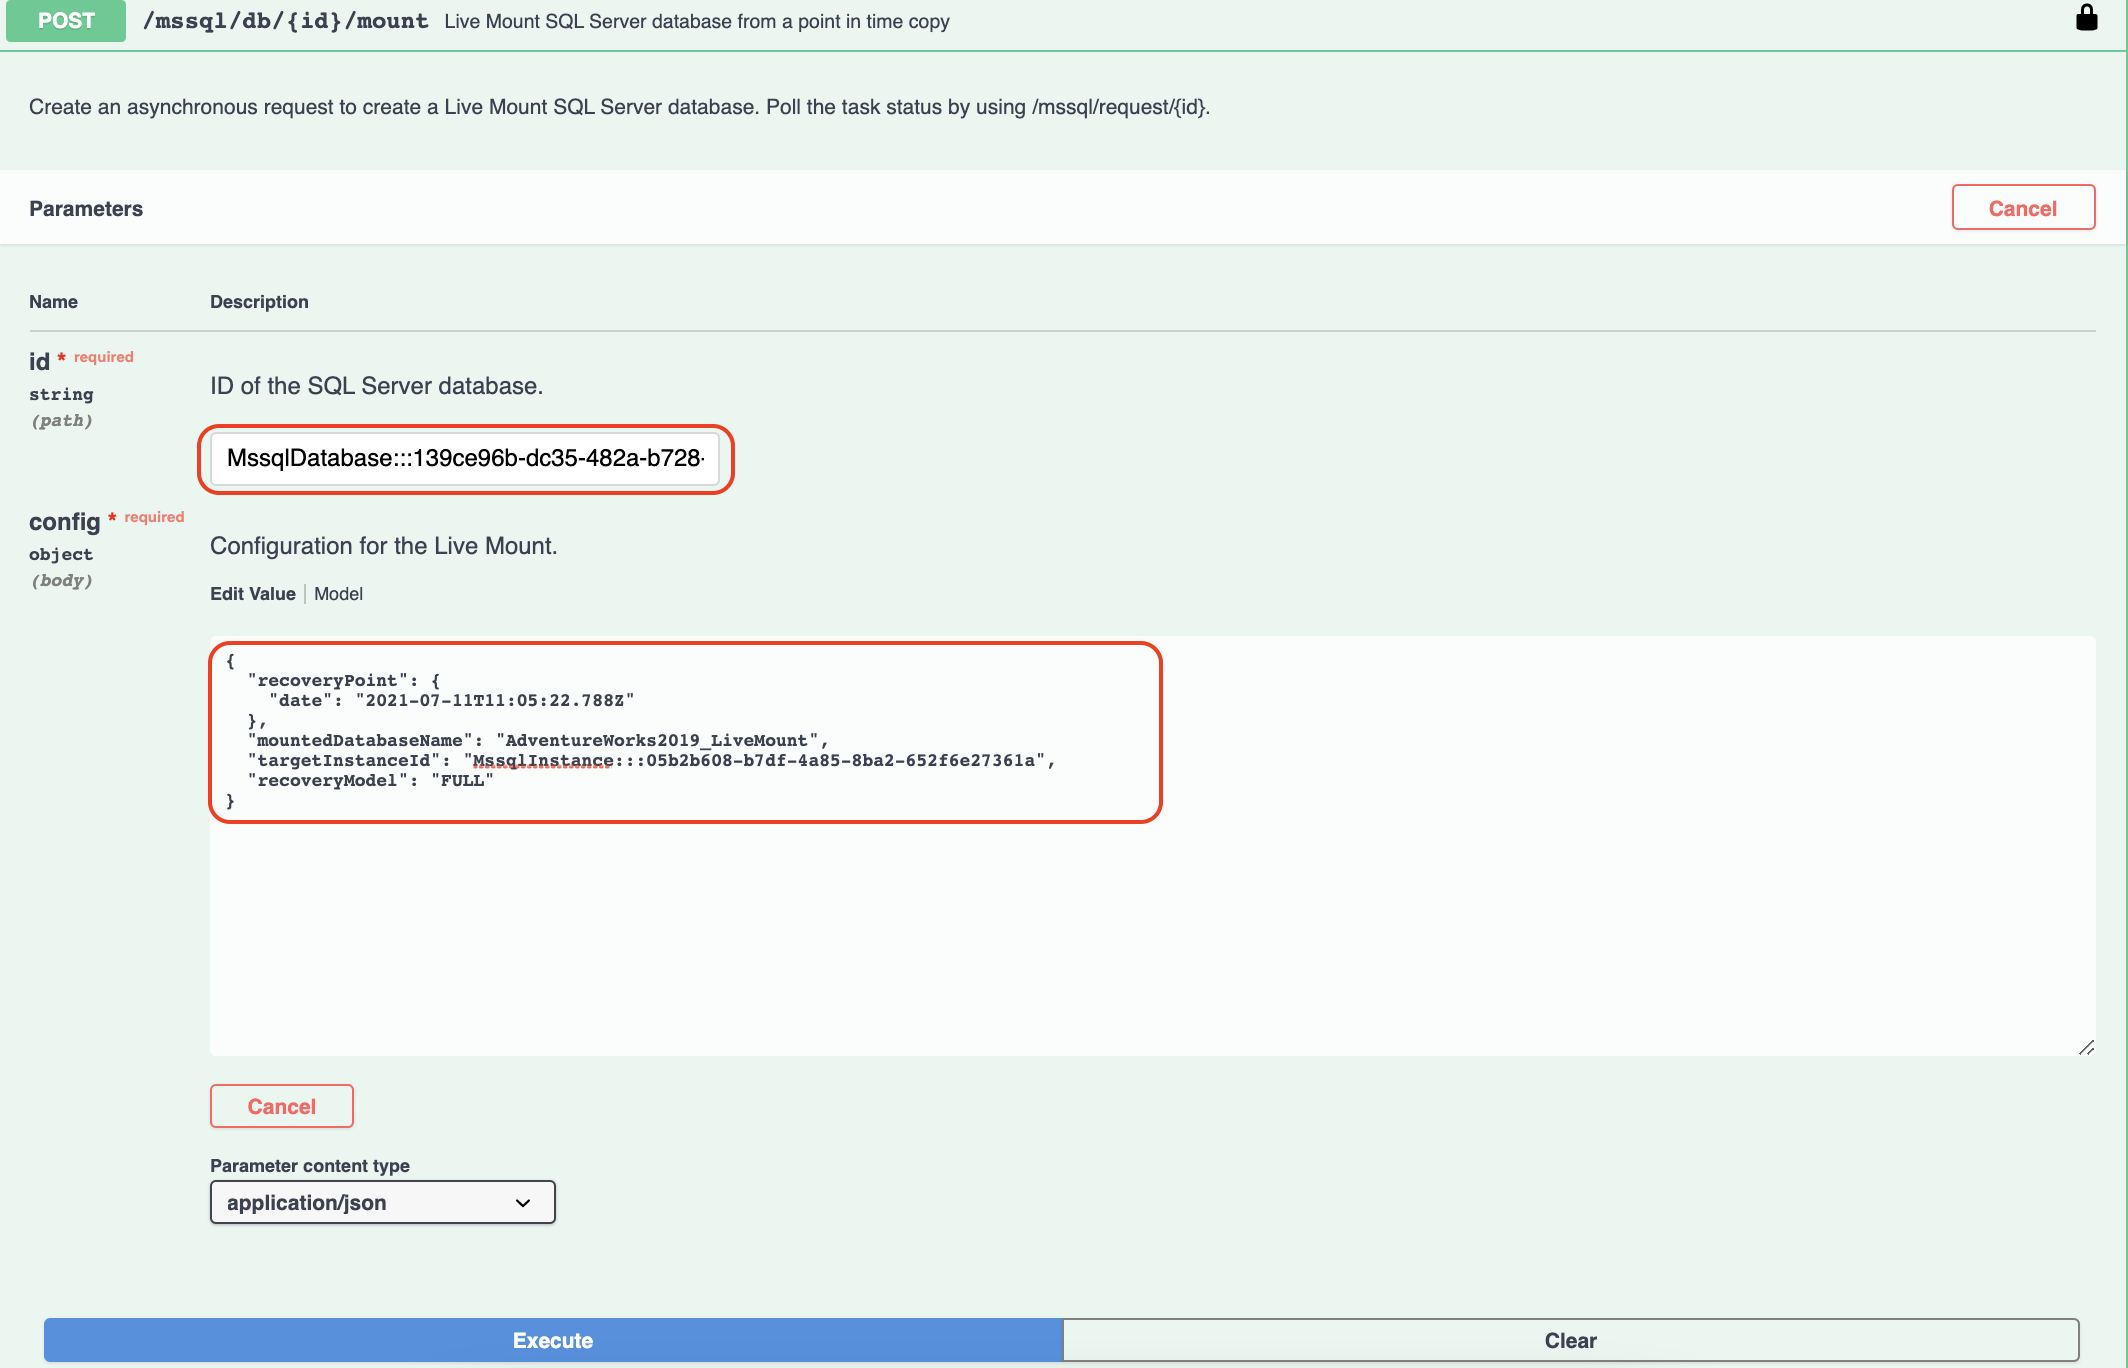 POST /mssql/db/{id}/mount Live Mount SQL Server database from a point in time copy
Create an asynchronous request to create a Live Mount SQL Server database. Poll the task status by using /mssql/request/{id}.
Parameters
Cancel
Name Description
id * required
string
(path)
ID of the SQL Server database.
MssqlDatabase:::139ce96b-dc35-482a-b728-
config * required
object
(body)
Configuration for the Live Mount.
Edit Value | Model
{
  "recoveryPoint": {
    "date": "2021-07-11T11:05:22.788Z"
  },
  "mountedDatabaseName": "AdventureWorks2019_LiveMount",
  "targetInstanceId": "MssqlInstance:::05b2b608-b7df-4a85-8ba2-652f6e27361a",
  "recoveryModel": "FULL"
}
Cancel
Parameter content type
application/json
Execute
Clear